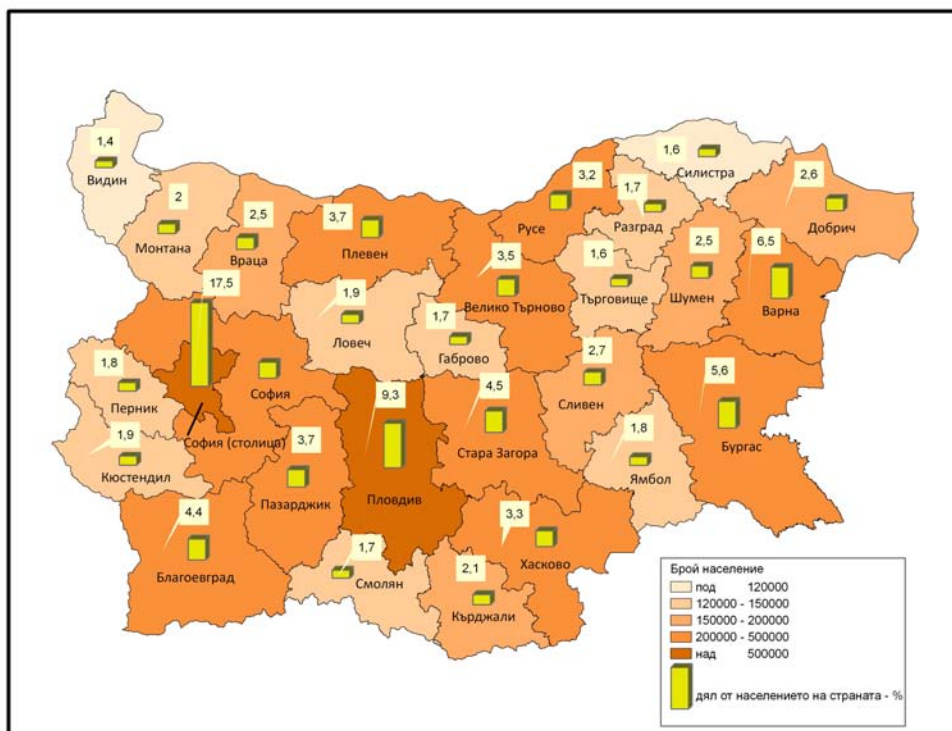 1,4
Видин
2
Монтана
2,5
Враца
3,7
Плевен
3,5
Велико Търново
3,2
Русе
1,7
Разград
1,6
Силистра
2,6
Добрич
1,6
Търговище
2,5
Шумен
6,5
Варна
17,5
София (столица)
София
1,9
Ловеч
1,7
Габрово
1,8
Перник
1,9
Кюстендил
3,7
Пазарджик
9,3
Пловдив
4,5
Стара Загора
2,7
Сливен
1,8
Ямбол
5,6
Бургас
4,4
Благоевград
1,7
Смолян
2,1
Кърджали
3,3
Хасково
Брой население
под 120000
120000 - 150000
150000 - 200000
200000 - 500000
над 500000
дял от населението на страната - %